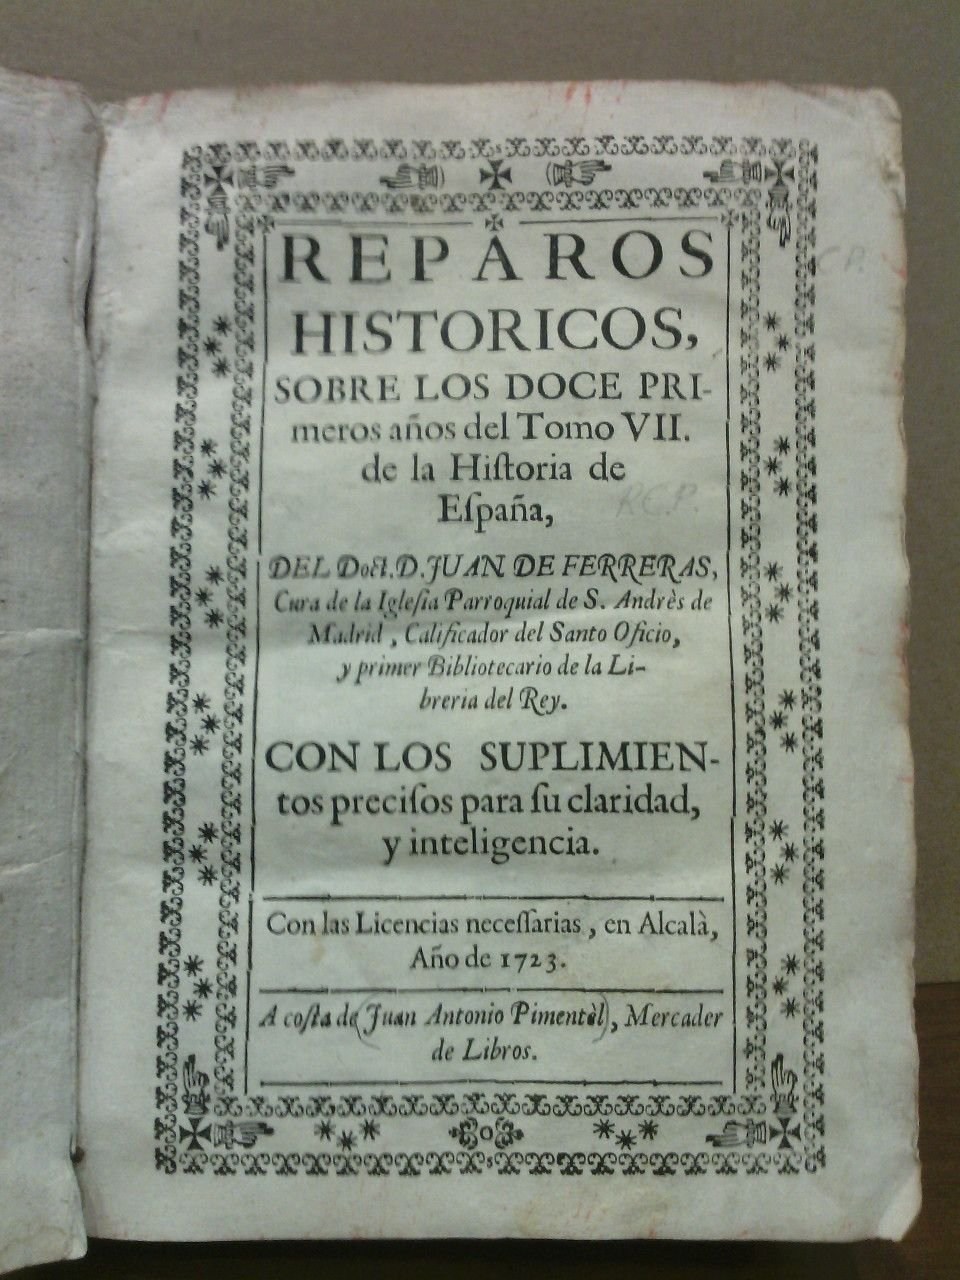 REPAROS
HISTORICOS,
SOBRE LOS DOCE PRI-
meros años del Tomo VII.
de la Hiſtoria de
Eſpaña,
R.C.P.
DEL Doct. D. JUAN DE FERRERAS,
Cura de la Igleſia Parroquial de S. Andrès de
Madrid, Calificador del Santo Oficio,
y primer Bibliotecario de la Li-
breria del Rey.
CON LOS SUPLIMIEN-
tos preciſos para ſu claridad,
y inteligencia.
Con las Licencias neceſſarias, en Alcalà,
Año de 1723.
A coſta de (Juan Antonio Pimentèl), Mercader
de Libros.